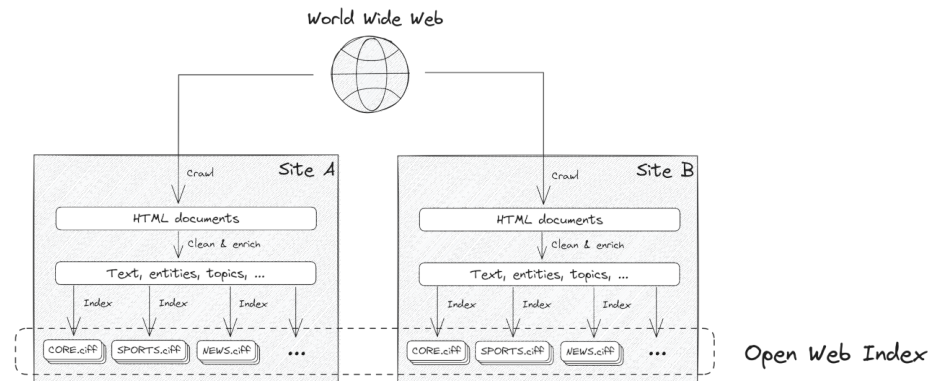 World Wide Web
Site A
Crawl
HTML documents
Clean & enrich
Text, entities, topics, ...
Index
Index
Index
CORE.ciff
SPORTS.ciff
NEWS.ciff
...
Site B
Crawl
HTML documents
Clean & enrich
Text, entities, topics, ...
Index
Index
Index
CORE.ciff
SPORTS.ciff
NEWS.ciff
...
Open Web Index